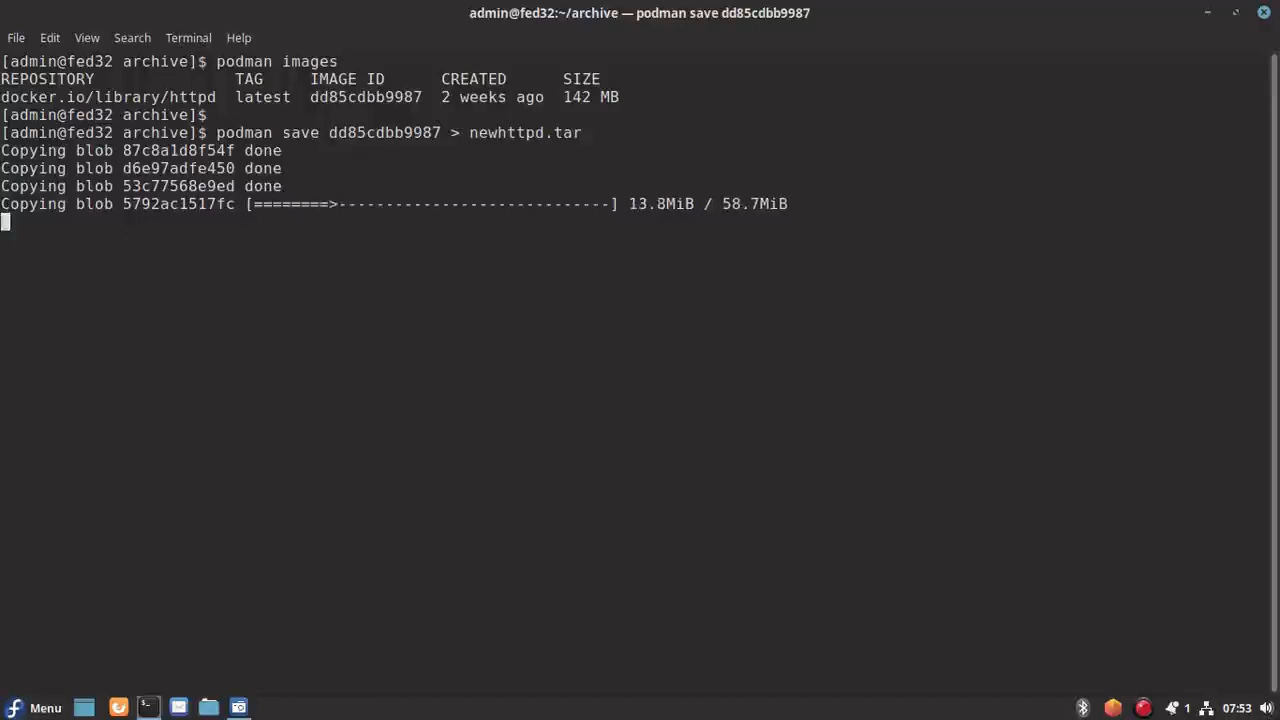 admin@fed32:~/archive — podman save dd85cdbb9987
File Edit View Search Terminal Help
[admin@fed32 archive]$ podman images
REPOSITORY TAG IMAGE ID CREATED SIZE
docker.io/library/httpd latest dd85cdbb9987 2 weeks ago 142 MB
[admin@fed32 archive]$
[admin@fed32 archive]$ podman save dd85cdbb9987 > newhttpd.tar
Copying blob 87c8a1d8f54f done
Copying blob d6e97adfe450 done
Copying blob 53c77568e9ed done
Copying blob 5792ac1517fc [========>-----------------------------] 13.8MiB / 58.7MiB
Menu 1 07:53